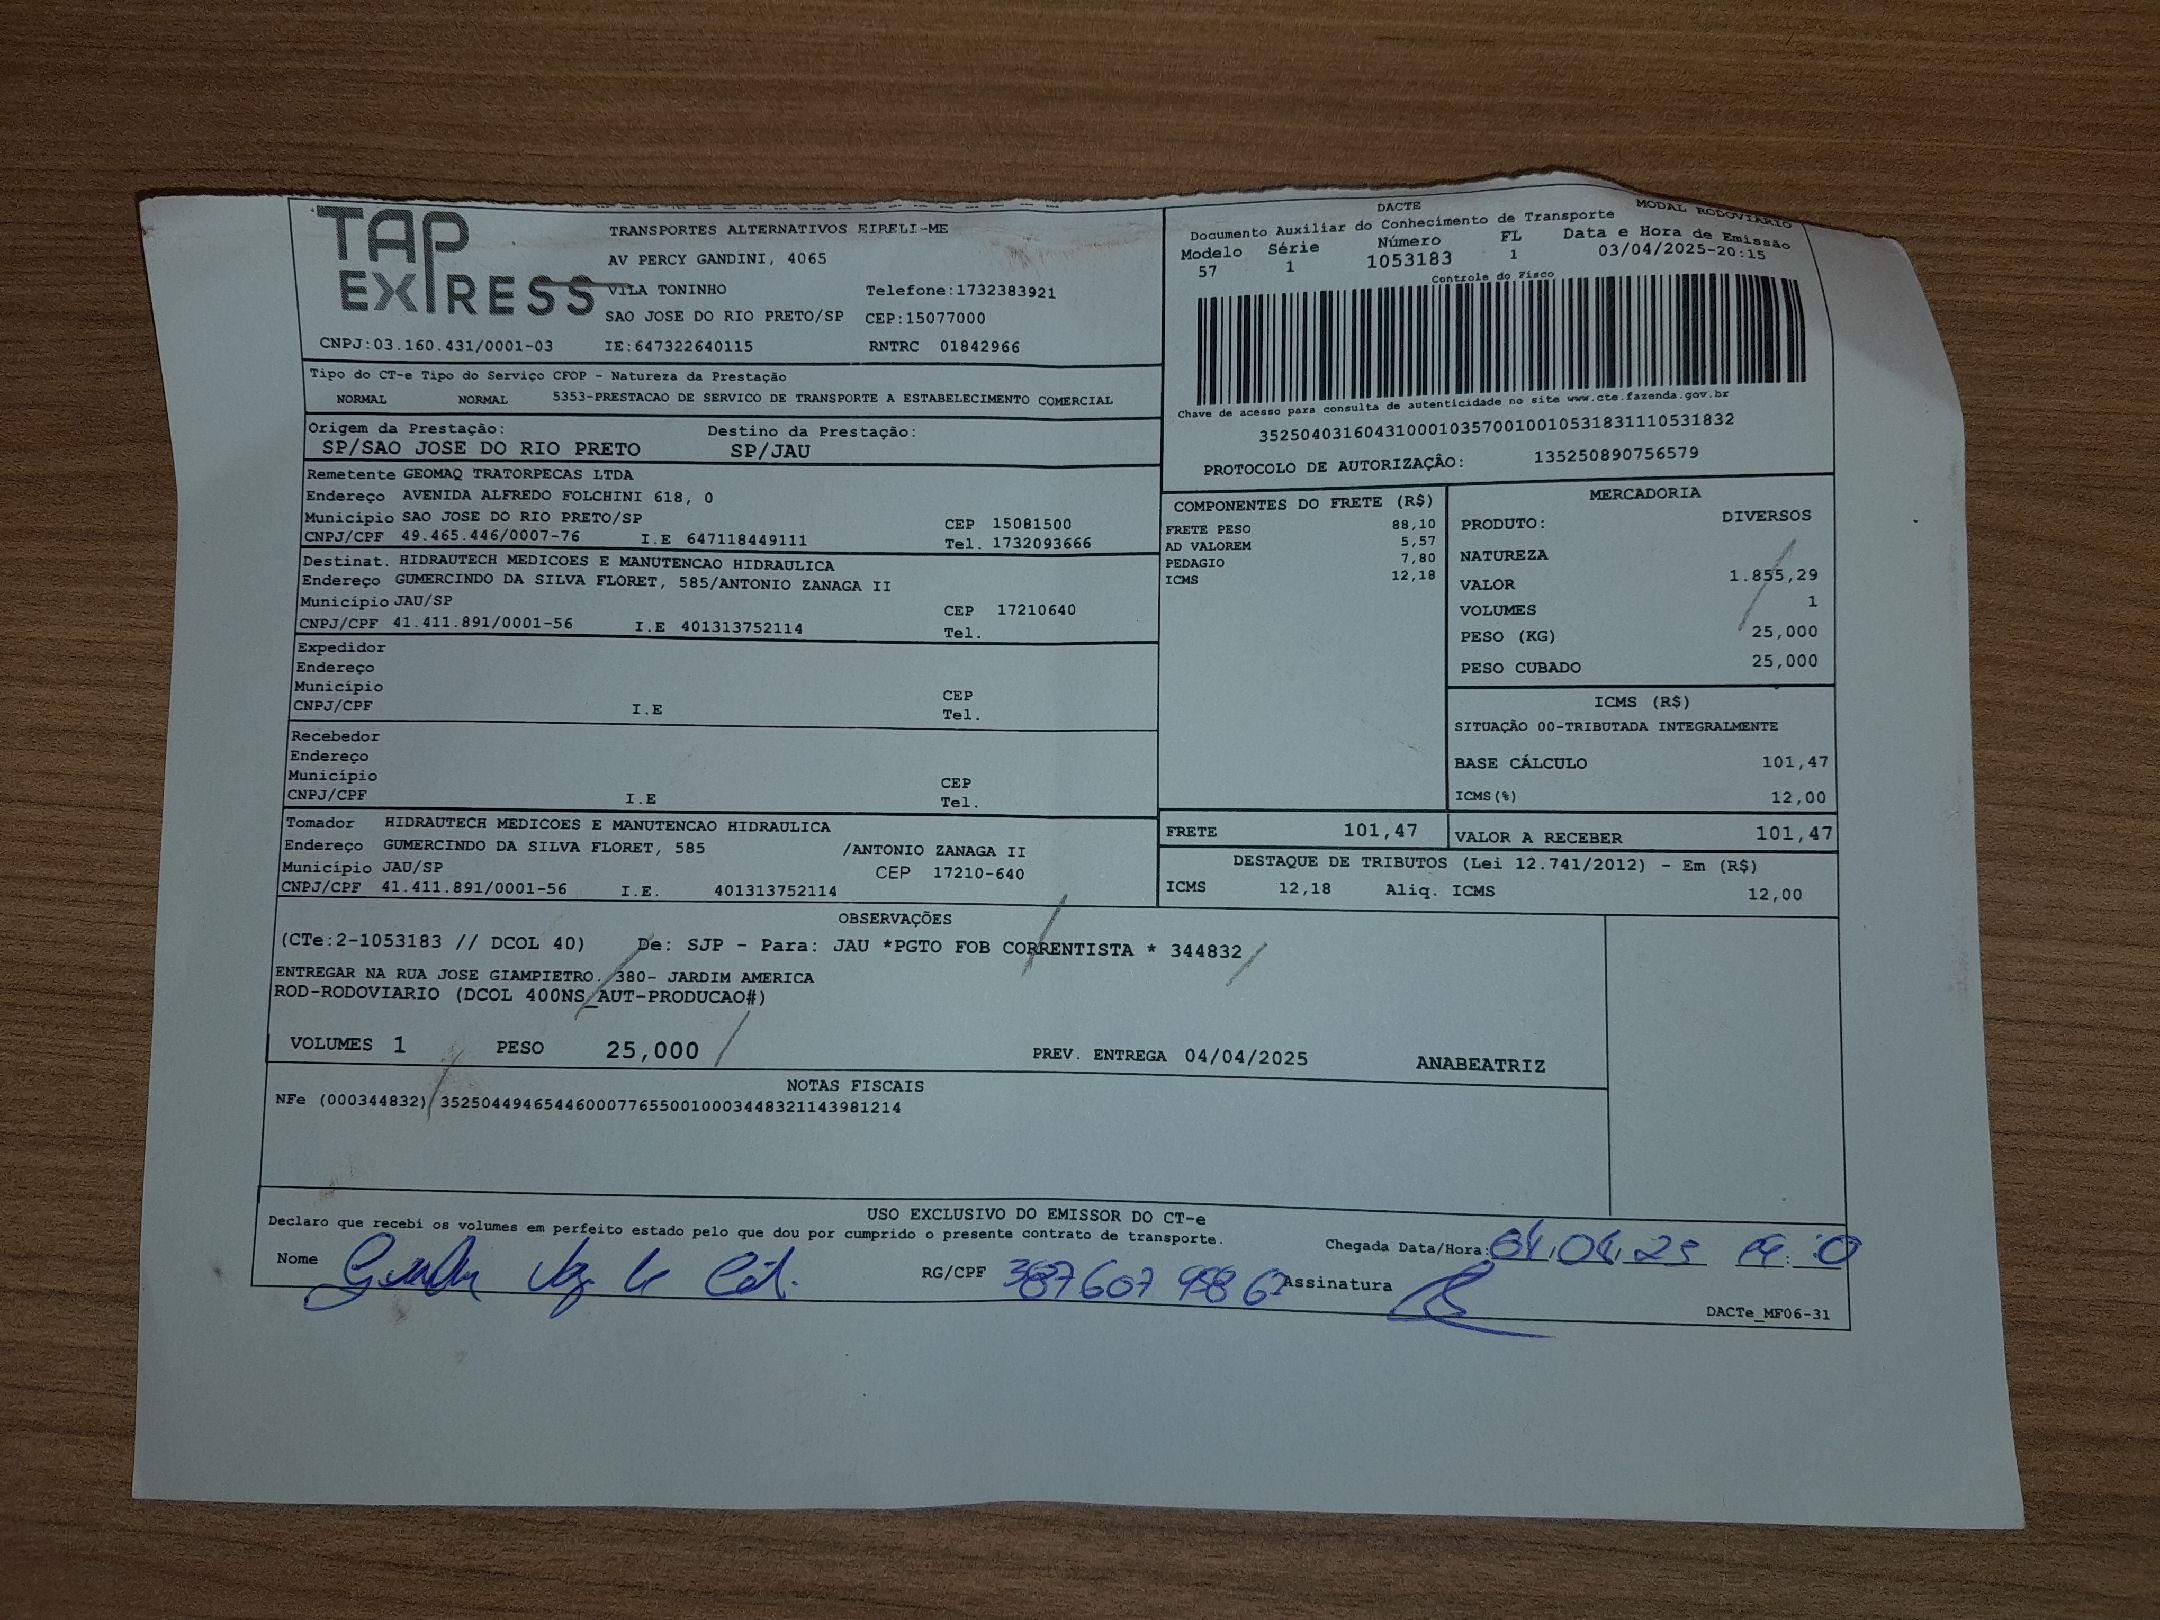 TAP EXPRESS
TRANSPORTES ALTERNATIVOS EIRELI-ME
AV PERCY GANDINI, 4065
VILA TONINHO Telefone:1732383921
SAO JOSE DO RIO PRETO/SP CEP:15077000
CNPJ:03.160.431/0001-03 IE:647322640115 RNTRC 01842966
DACTE MODAL RODOVIÁRIO
Documento Auxiliar do Conhecimento de Transporte
Modelo Série Número FL Data e Hora de Emissão
57 1 1053183 1 03/04/2025-20:15
Controle do Fisco
Chave de acesso para consulta de autenticidade no site www.cte.fazenda.gov.br
35250403160431000103570010010531831110531832
PROTOCOLO DE AUTORIZAÇÂO: 135250890756579
Tipo do CT-e Tipo do Serviço CFOP - Natureza da Prestação
NORMAL NORMAL 5353-PRESTACAO DE SERVICO DE TRANSPORTE A ESTABELECIMENTO COMERCIAL
Origem da Prestação: Destino da Prestação:
SP/SAO JOSE DO RIO PRETO SP/JAU
Remetente GEOMAQ TRATORPECAS LTDA
Endereço AVENIDA ALFREDO FOLCHINI 618, 0
Município SAO JOSE DO RIO PRETO/SP CEP 15081500
CNPJ/CPF 49.465.446/0007-76 I.E 647118449111 Tel. 1732093666
Destinat. HIDRAUTECH MEDICOES E MANUTENCAO HIDRAULICA
Endereço GUMERCINDO DA SILVA FLORET, 585/ANTONIO ZANAGA II
Município JAU/SP CEP 17210640
CNPJ/CPF 41.411.891/0001-56 I.E 401313752114 Tel.
Expedidor
Endereço
Município CEP
CNPJ/CPF I.E Tel.
Recebedor
Endereço
Município CEP
CNPJ/CPF I.E Tel.
Tomador HIDRAUTECH MEDICOES E MANUTENCAO HIDRAULICA
Endereço GUMERCINDO DA SILVA FLORET, 585 /ANTONIO ZANAGA II
Município JAU/SP CEP 17210-640
CNPJ/CPF 41.411.891/0001-56 I.E. 401313752114
COMPONENTES DO FRETE (R$)
FRETE PESO 88,10
AD VALOREM 5,57
PEDAGIO 7,80
ICMS 12,18
MERCADORIA
PRODUTO: DIVERSOS
NATUREZA
VALOR 1.855,29
VOLUMES 1
PESO (KG) 25,000
PESO CUBADO 25,000
ICMS (R$)
SITUAÇÃO 00-TRIBUTADA INTEGRALMENTE
BASE CÁLCULO 101,47
ICMS(%) 12,00
FRETE 101,47 VALOR A RECEBER 101,47
DESTAQUE DE TRIBUTOS (Lei 12.741/2012) - Em (R$)
ICMS 12,18 Aliq. ICMS 12,00
OBSERVAÇÕES
(CTe:2-1053183 // DCOL 40) De: SJP - Para: JAU *PGTO FOB CORRENTISTA * 344832
ENTREGAR NA RUA JOSE GIAMPIETRO, 380- JARDIM AMERICA
ROD-RODOVIARIO (DCOL 400NS_AUT-PRODUCAO#)
VOLUMES 1 PESO 25,000 PREV. ENTREGA 04/04/2025 ANABEATRIZ
NOTAS FISCAIS
NFe (000344832) 35250449465446000776550010003448321143981214
USO EXCLUSIVO DO EMISSOR DO CT-e
Declaro que recebi os volumes em perfeito estado pelo que dou por cumprido o presente contrato de transporte.
Chegada Data/Hora: 04.04.25
Nome RG/CPF Assinatura
DACTe_MF06-31